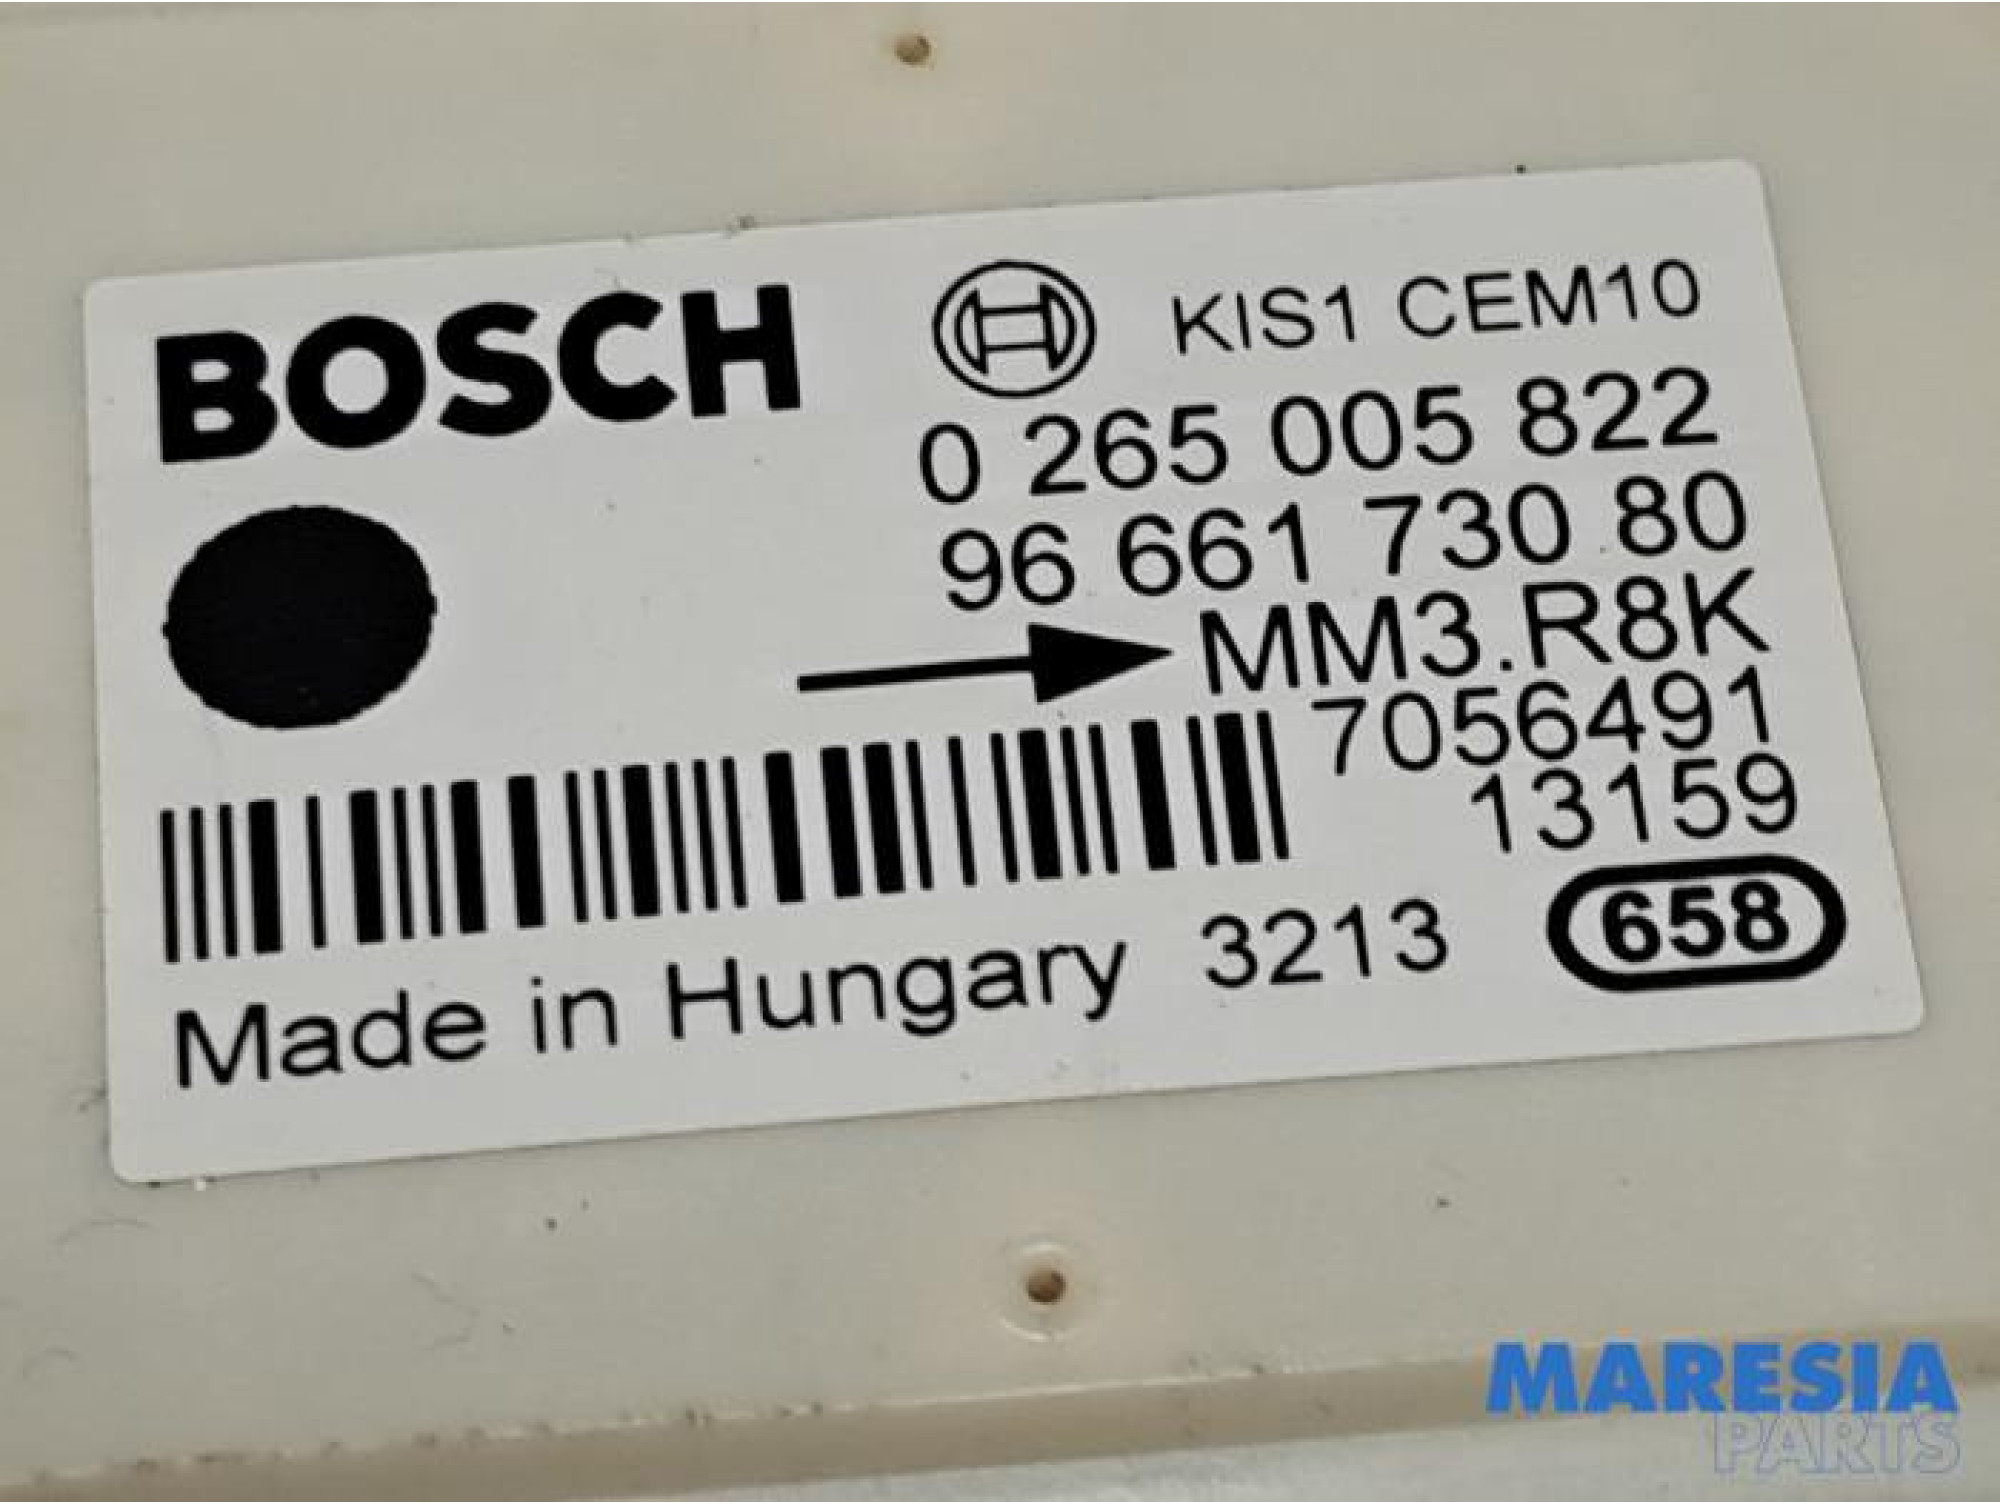 BOSCH
KIS1 CEM10
0 265 005 822
96 661 730 80
MM3.R8K
7056491
13159
Made in Hungary 3213
658
MARESIA
PARTS